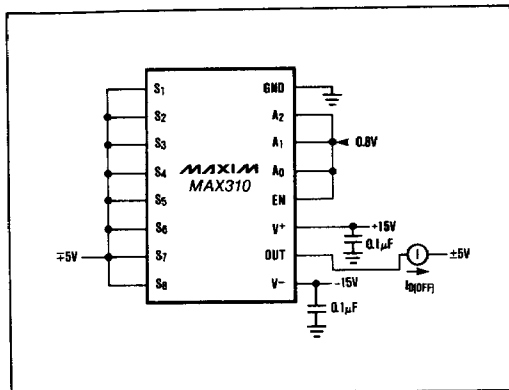 S1
S2
S3
S4
S5
S6
S7
S8
∓5V
MAXIM
MAX310
GND
A2
A1
A0
EN
V+
OUT
V−
0.8V
+15V
0.1µF
I
±5V
ID(OFF)
-15V
0.1µF